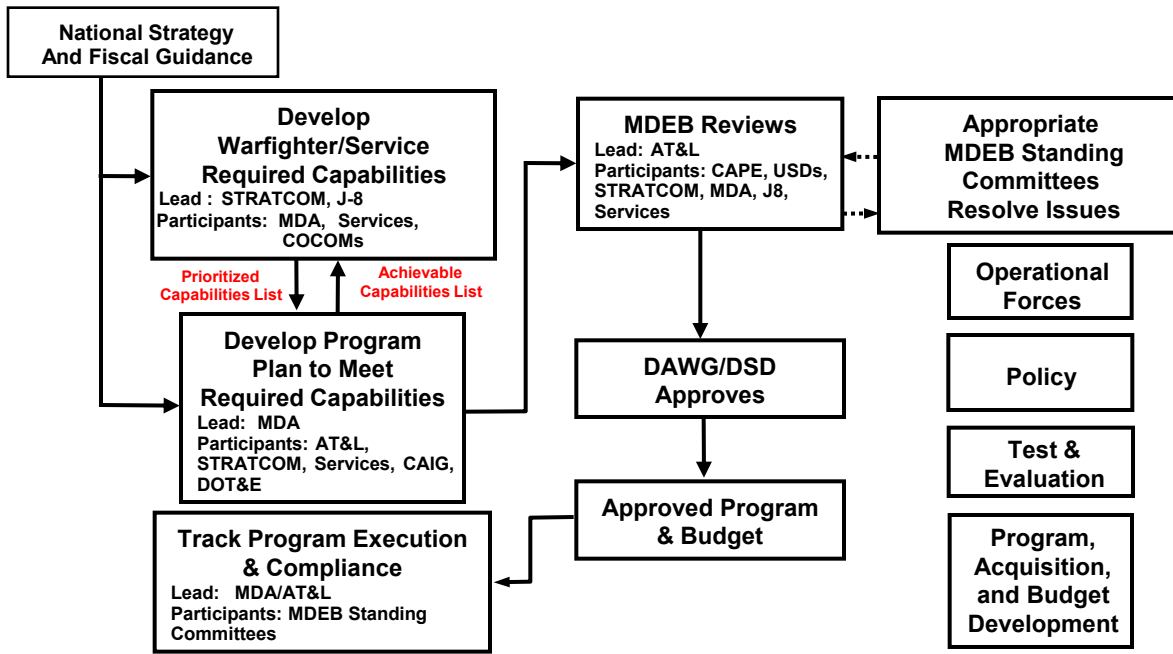 National Strategy
And Fiscal Guidance
Develop
Warfighter/Service
Required Capabilities
Lead : STRATCOM, J-8
Participants: MDA, Services,
COCOMs
Prioritized
Capabilities List
Achievable
Capabilities List
Develop Program
Plan to Meet
Required Capabilities
Lead: MDA
Participants: AT&L,
STRATCOM, Services, CAIG,
DOT&E
Track Program Execution
& Compliance
Lead: MDA/AT&L
Participants: MDEB Standing
Committees
MDEB Reviews
Lead: AT&L
Participants: CAPE, USDs,
STRATCOM, MDA, J8,
Services
DAWG/DSD
Approves
Approved Program
& Budget
Appropriate
MDEB Standing
Committees
Resolve Issues
Operational
Forces
Policy
Test &
Evaluation
Program,
Acquisition,
and Budget
Development